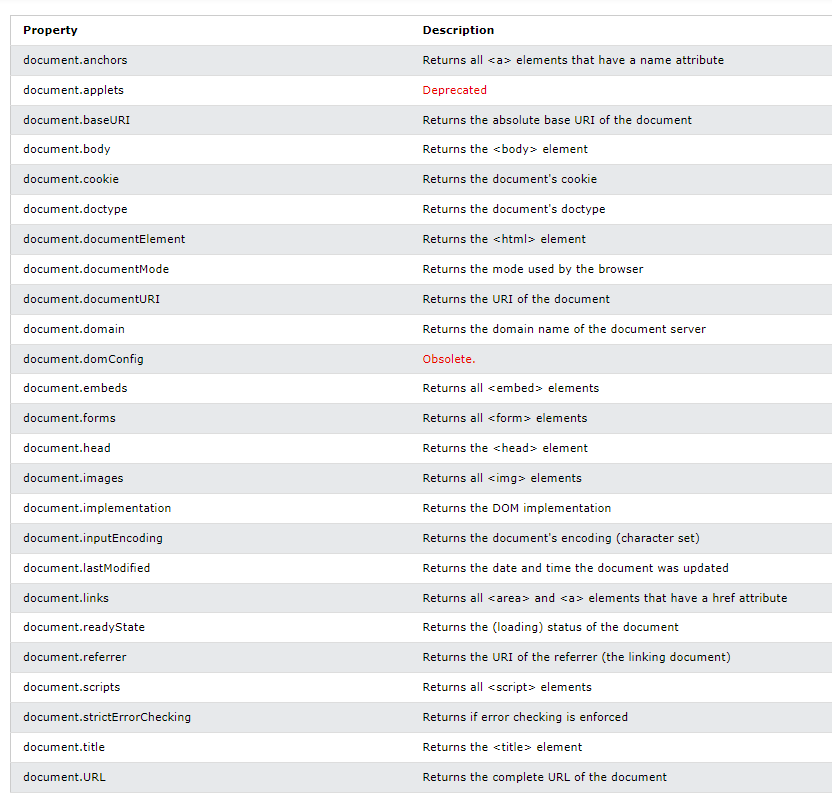 Property Description
document.anchors Returns all <a> elements that have a name attribute
document.applets Deprecated
document.baseURI Returns the absolute base URI of the document
document.body Returns the <body> element
document.cookie Returns the document's cookie
document.doctype Returns the document's doctype
document.documentElement Returns the <html> element
document.documentMode Returns the mode used by the browser
document.documentURI Returns the URI of the document
document.domain Returns the domain name of the document server
document.domConfig Obsolete.
document.embeds Returns all <embed> elements
document.forms Returns all <form> elements
document.head Returns the <head> element
document.images Returns all <img> elements
document.implementation Returns the DOM implementation
document.inputEncoding Returns the document's encoding (character set)
document.lastModified Returns the date and time the document was updated
document.links Returns all <area> and <a> elements that have a href attribute
document.readyState Returns the (loading) status of the document
document.referrer Returns the URI of the referrer (the linking document)
document.scripts Returns all <script> elements
document.strictErrorChecking Returns if error checking is enforced
document.title Returns the <title> element
document.URL Returns the complete URL of the document